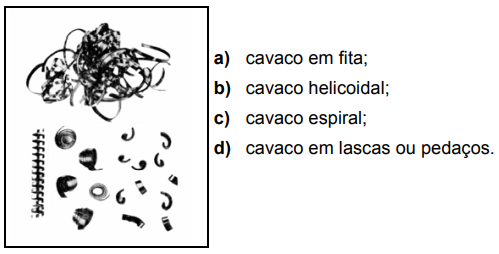 a) cavaco em fita;
b) cavaco helicoidal;
c) cavaco espiral;
d) cavaco em lascas ou pedaços.